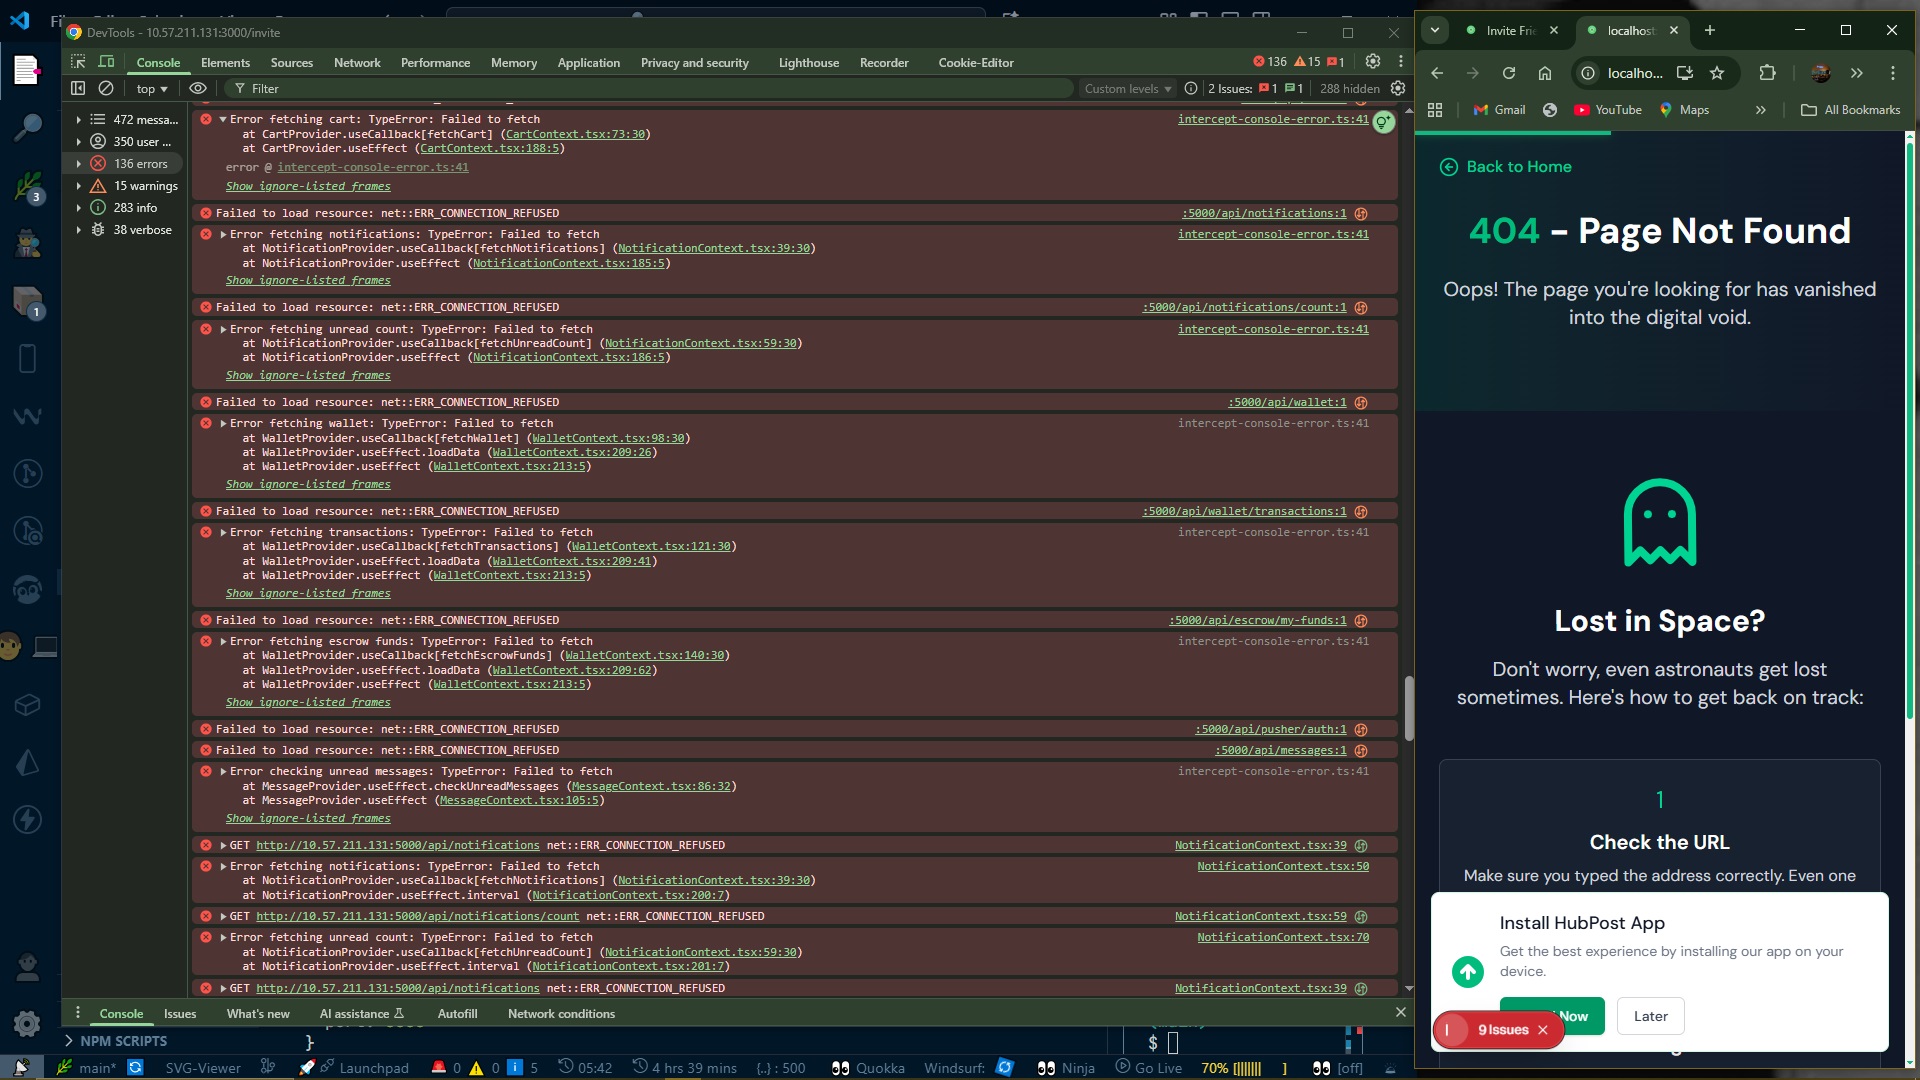 DevTools - 10.57.211.131:3000/invite
Console Elements Sources Network Performance Memory Application Privacy and security Lighthouse Recorder Cookie-Editor 136 15 1
top Filter Custom levels 2 Issues: 1 1 288 hidden
472 messa...
350 user ...
136 errors
15 warnings
283 info
38 verbose
Error fetching cart: TypeError: Failed to fetch intercept-console-error.ts:41
at CartProvider.useCallback[fetchCart] (CartContext.tsx:73:30)
at CartProvider.useEffect (CartContext.tsx:188:5)
error @ intercept-console-error.ts:41
Show ignore-listed frames
Failed to load resource: net::ERR_CONNECTION_REFUSED :5000/api/notifications:1
Error fetching notifications: TypeError: Failed to fetch intercept-console-error.ts:41
at NotificationProvider.useCallback[fetchNotifications] (NotificationContext.tsx:39:30)
at NotificationProvider.useEffect (NotificationContext.tsx:185:5)
Show ignore-listed frames
Failed to load resource: net::ERR_CONNECTION_REFUSED :5000/api/notifications/count:1
Error fetching unread count: TypeError: Failed to fetch intercept-console-error.ts:41
at NotificationProvider.useCallback[fetchUnreadCount] (NotificationContext.tsx:59:30)
at NotificationProvider.useEffect (NotificationContext.tsx:186:5)
Show ignore-listed frames
Failed to load resource: net::ERR_CONNECTION_REFUSED :5000/api/wallet:1
Error fetching wallet: TypeError: Failed to fetch intercept-console-error.ts:41
at WalletProvider.useCallback[fetchWallet] (WalletContext.tsx:98:30)
at WalletProvider.useEffect.loadData (WalletContext.tsx:209:26)
at WalletProvider.useEffect (WalletContext.tsx:213:5)
Show ignore-listed frames
Failed to load resource: net::ERR_CONNECTION_REFUSED :5000/api/wallet/transactions:1
Error fetching transactions: TypeError: Failed to fetch intercept-console-error.ts:41
at WalletProvider.useCallback[fetchTransactions] (WalletContext.tsx:121:30)
at WalletProvider.useEffect.loadData (WalletContext.tsx:209:41)
at WalletProvider.useEffect (WalletContext.tsx:213:5)
Show ignore-listed frames
Failed to load resource: net::ERR_CONNECTION_REFUSED :5000/api/escrow/my-funds:1
Error fetching escrow funds: TypeError: Failed to fetch intercept-console-error.ts:41
at WalletProvider.useCallback[fetchEscrowFunds] (WalletContext.tsx:140:30)
at WalletProvider.useEffect.loadData (WalletContext.tsx:209:62)
at WalletProvider.useEffect (WalletContext.tsx:213:5)
Show ignore-listed frames
Failed to load resource: net::ERR_CONNECTION_REFUSED :5000/api/pusher/auth:1
Failed to load resource: net::ERR_CONNECTION_REFUSED :5000/api/messages:1
Error checking unread messages: TypeError: Failed to fetch intercept-console-error.ts:41
at MessageProvider.useEffect.checkUnreadMessages (MessageContext.tsx:86:32)
at MessageProvider.useEffect (MessageContext.tsx:105:5)
Show ignore-listed frames
GET http://10.57.211.131:5000/api/notifications net::ERR_CONNECTION_REFUSED NotificationContext.tsx:39
Error fetching notifications: TypeError: Failed to fetch NotificationContext.tsx:50
at NotificationProvider.useCallback[fetchNotifications] (NotificationContext.tsx:39:30)
at NotificationProvider.useEffect.interval (NotificationContext.tsx:200:7)
GET http://10.57.211.131:5000/api/notifications/count net::ERR_CONNECTION_REFUSED NotificationContext.tsx:59
Error fetching unread count: TypeError: Failed to fetch NotificationContext.tsx:70
at NotificationProvider.useCallback[fetchUnreadCount] (NotificationContext.tsx:59:30)
at NotificationProvider.useEffect.interval (NotificationContext.tsx:201:7)
GET http://10.57.211.131:5000/api/notifications net::ERR_CONNECTION_REFUSED NotificationContext.tsx:39
Console Issues What's new AI assistance Autofill Network conditions
NPM SCRIPTS } $
main* SVG-Viewer Launchpad 0 0 5 05:42 4 hrs 39 mins {..} : 500 Quokka Windsurf: Ninja Go Live 70% [||||||| ] [off]
3
1
Invite Frie localhost
localho...
Gmail YouTube Maps All Bookmarks
Back to Home
404 - Page Not Found
Oops! The page you're looking for has vanished
into the digital void.
Lost in Space?
Don't worry, even astronauts get lost
sometimes. Here's how to get back on track:
1
Check the URL
Make sure you typed the address correctly. Even one
Install HubPost App
Get the best experience by installing our app on your
device.
Now Later
9 Issues